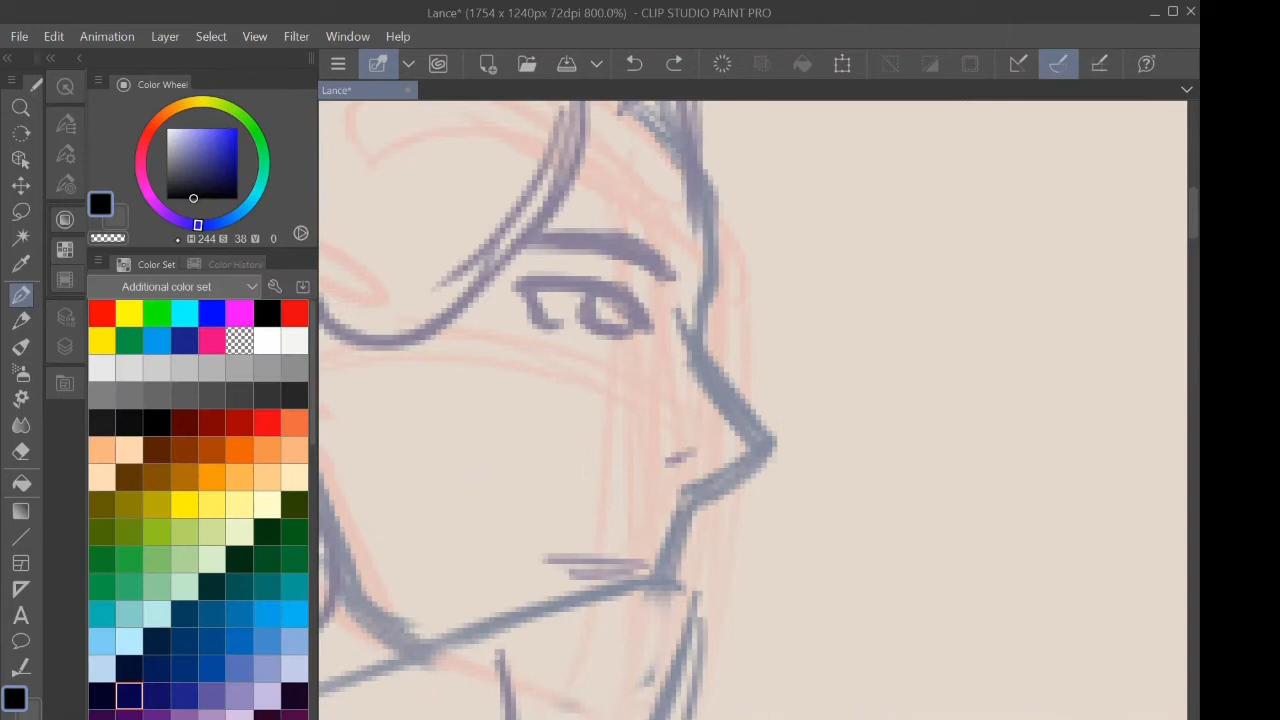 Lance* (1754 x 1240px 72dpi 800.0%) - CLIP STUDIO PAINT PRO
File Edit Animation Layer Select View Filter Window Help
Color Wheel
Lance*
H 244 S 38 V 0
Color Set Color History
Additional color set